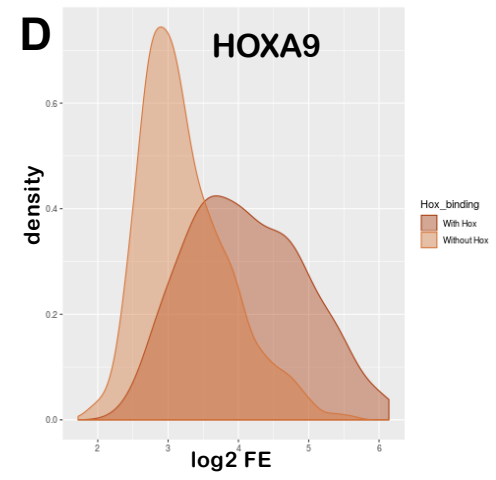 D
HOXA9
density
0.6
0.4
0.2
0.0
2 3 4 5 6
log2 FE
Hox_binding
With Hox
Without Hox